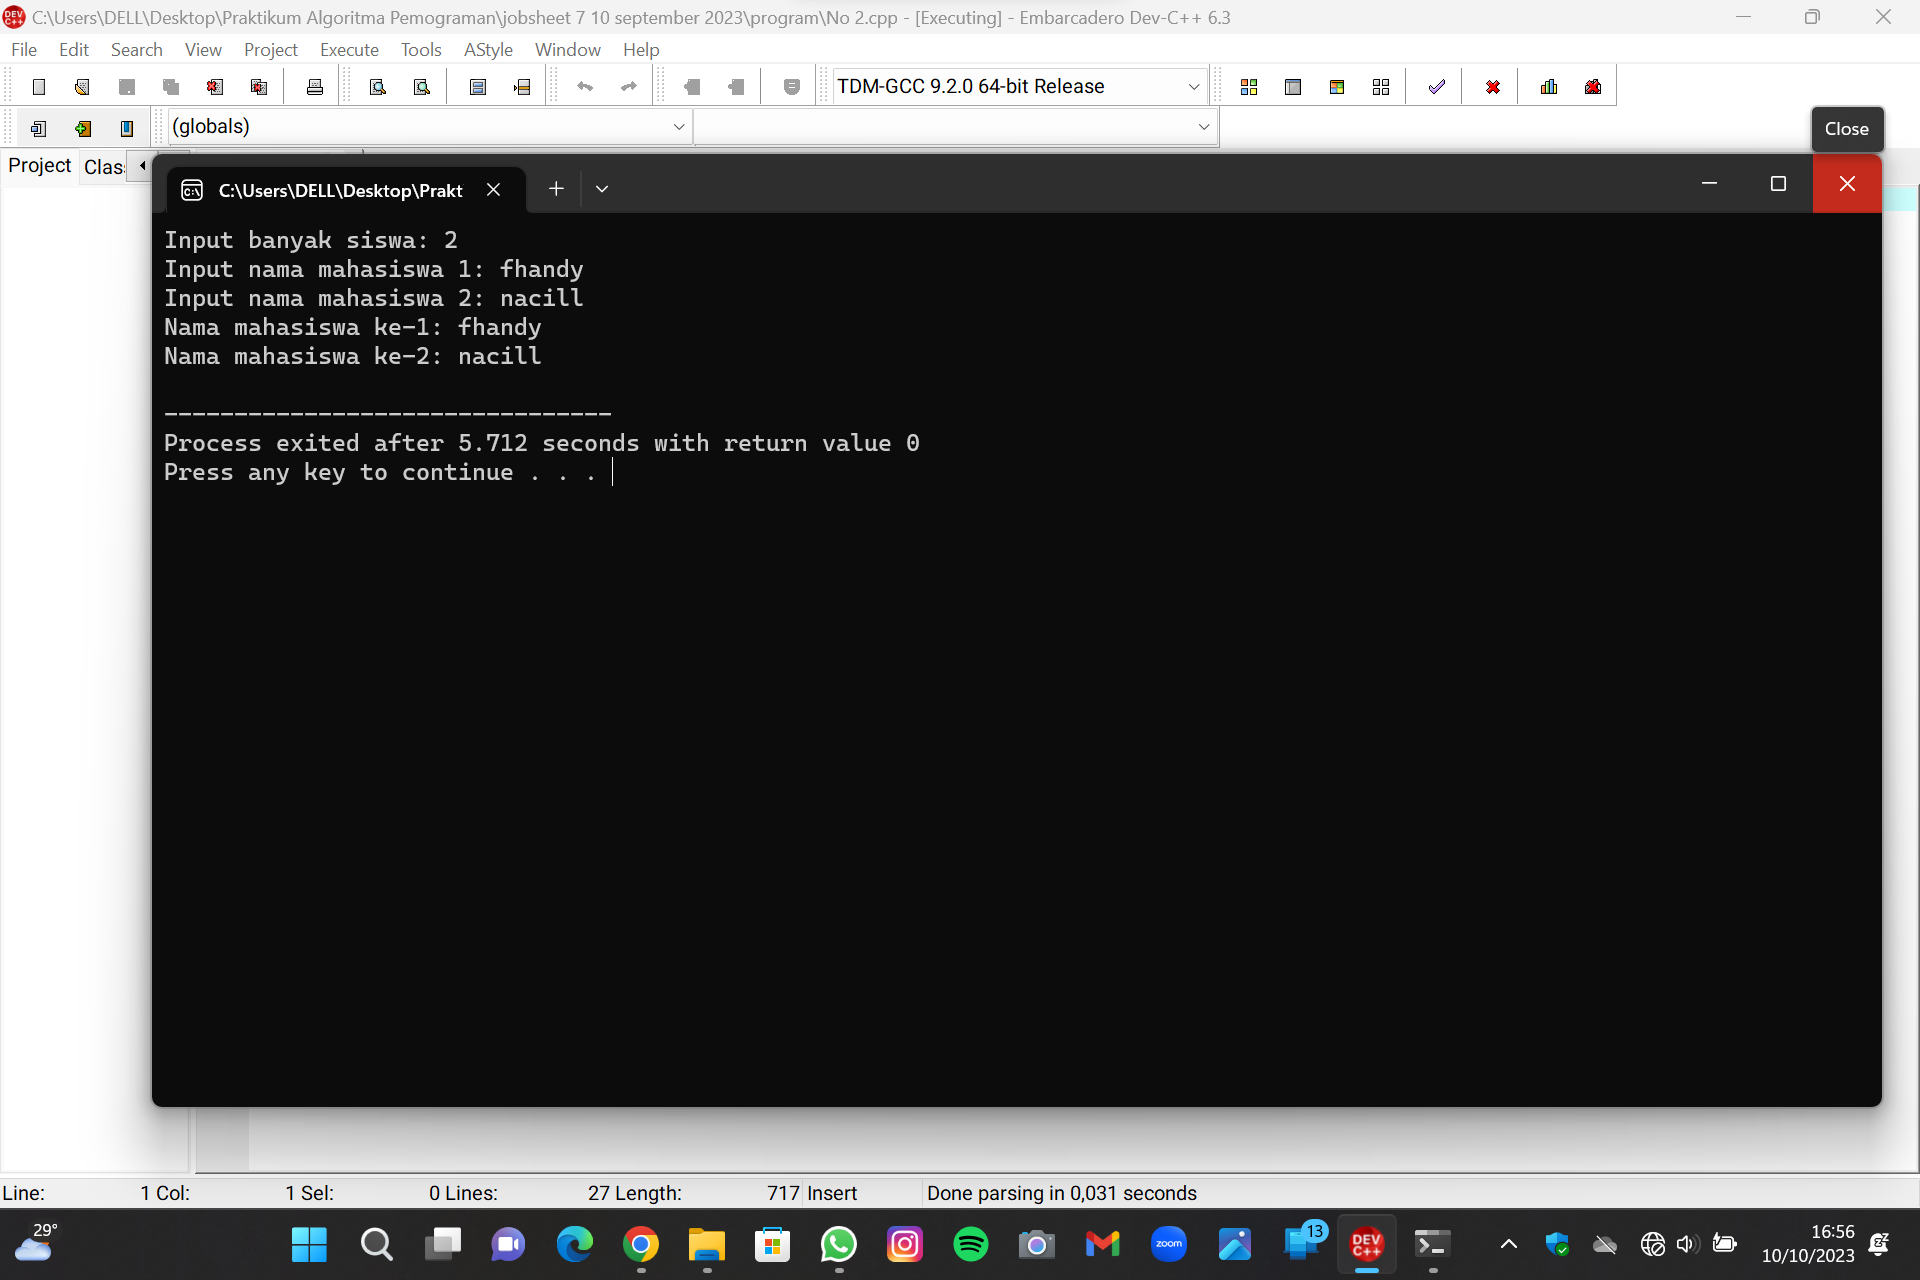 C:\Users\DELL\Desktop\Praktikum Algoritma Pemograman\jobsheet 7 10 september 2023\program\No 2.cpp - [Executing] - Embarcadero Dev-C++ 6.3
File Edit Search View Project Execute Tools AStyle Window Help
TDM-GCC 9.2.0 64-bit Release
(globals)
Close
Project Clas
C:\Users\DELL\Desktop\Prakt
Input banyak siswa: 2
Input nama mahasiswa 1: fhandy
Input nama mahasiswa 2: nacill
Nama mahasiswa ke-1: fhandy
Nama mahasiswa ke-2: nacill
--------------------------------
Process exited after 5.712 seconds with return value 0
Press any key to continue . . .
Line: 1 Col: 1 Sel: 0 Lines: 27 Length: 717 Insert Done parsing in 0,031 seconds
29°
zoom
13
DEV C++
16:56
10/10/2023